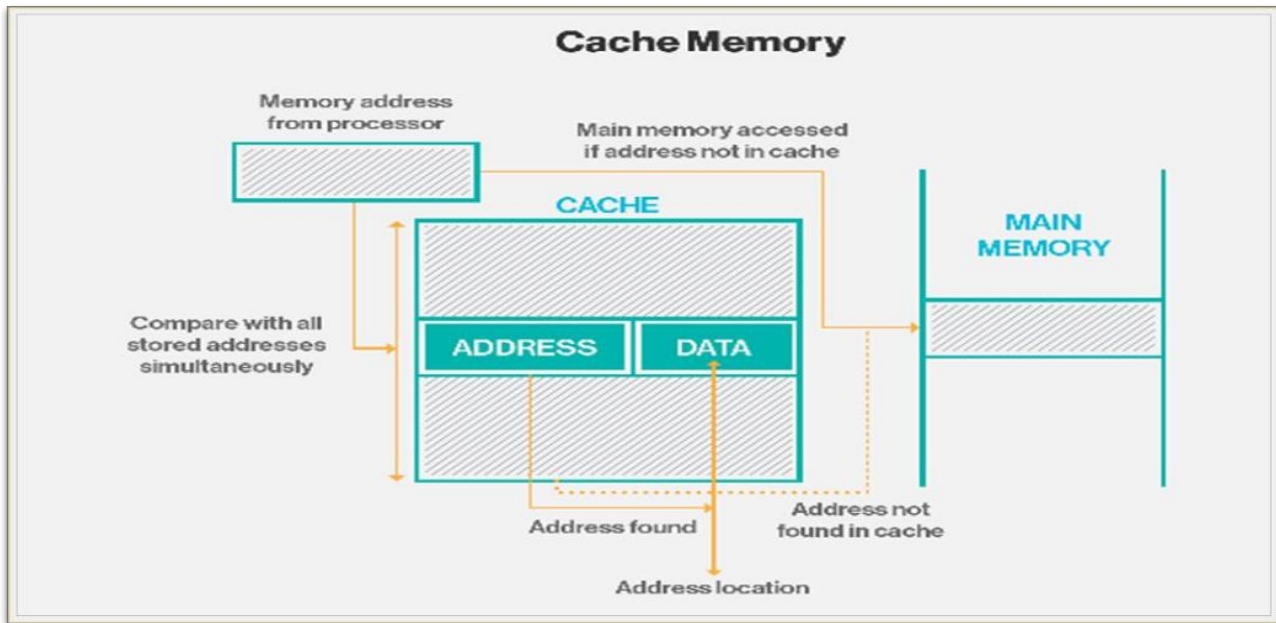 Cache Memory
Memory address
from processor
Main memory accessed
if address not in cache
CACHE
MAIN
MEMORY
Compare with all
stored addresses
simultaneously
ADDRESS
DATA
Address found
Address not
found in cache
Address location